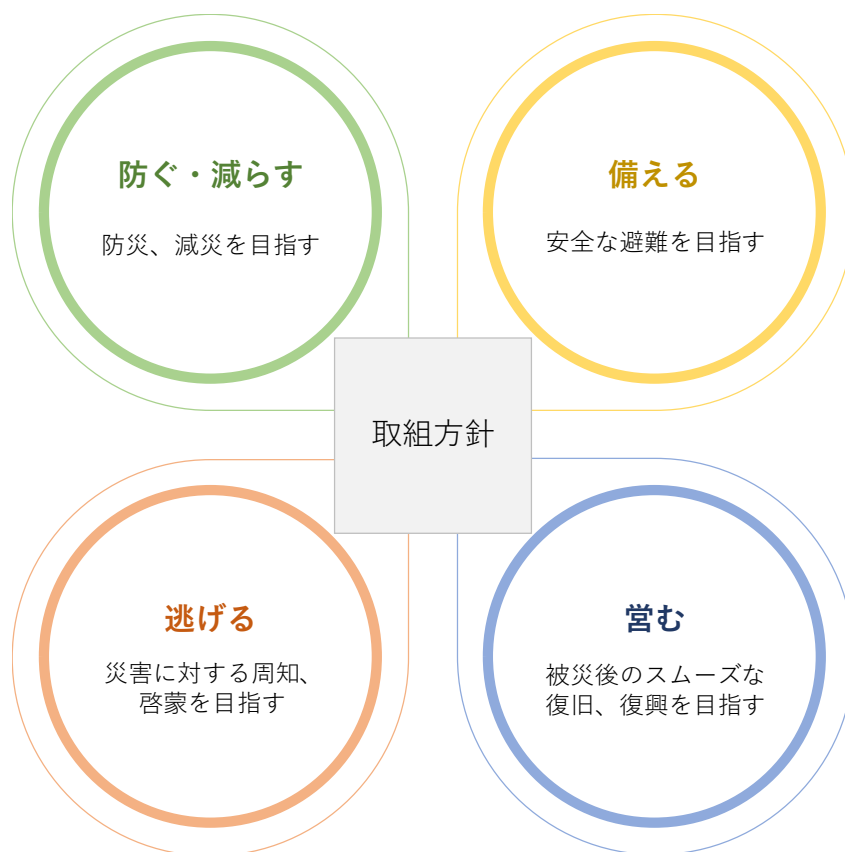 防ぐ・減らす
防災、減災を目指す
備える
安全な避難を目指す
取組方針
逃げる
災害に対する周知、
啓蒙を目指す
営む
被災後のスムーズな
復旧、復興を目指す